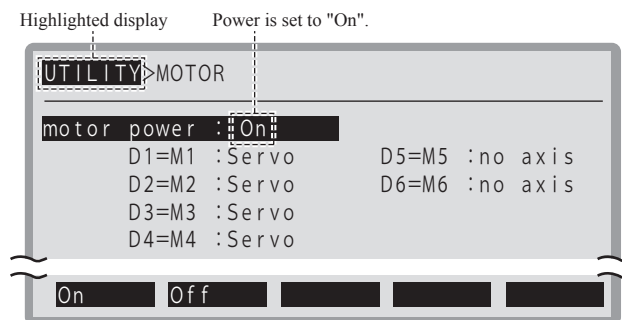 Highlighted display Power is set to "On".
UTILITY>MOTOR
motor power :On
D1=M1 :Servo D5=M5 :no axis
D2=M2 :Servo D6=M6 :no axis
D3=M3 :Servo
D4=M4 :Servo
On Off